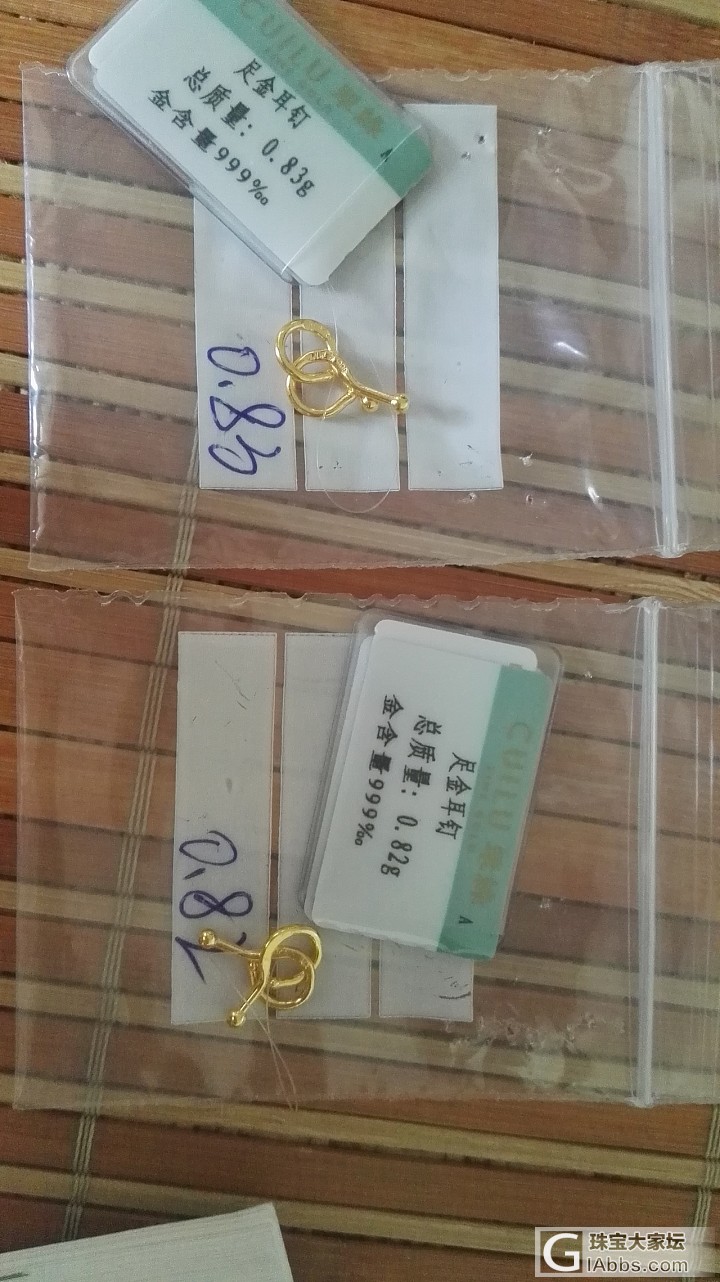 CUILU 翠绿
足金耳钉
总质量: 0.83g
金含量999‰
A
0.83
CUILU 翠绿
足金耳钉
总质量: 0.82g
金含量999‰
A
0.82
G 珠宝大家坛
GIAbbs.com